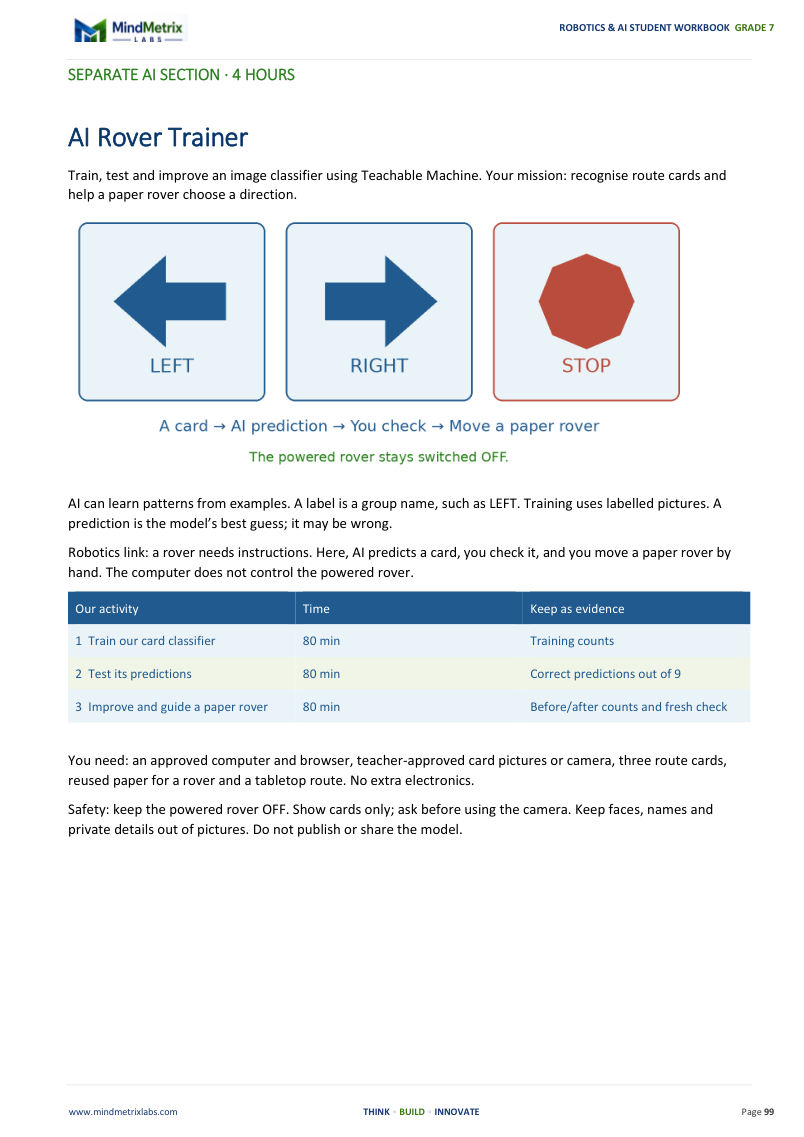 MindMetrix
LABS
ROBOTICS & AI STUDENT WORKBOOK GRADE 7
SEPARATE AI SECTION · 4 HOURS
AI Rover Trainer
Train, test and improve an image classifier using Teachable Machine. Your mission: recognise route cards and
help a paper rover choose a direction.
LEFT
RIGHT
STOP
A card → AI prediction → You check → Move a paper rover
The powered rover stays switched OFF.
AI can learn patterns from examples. A label is a group name, such as LEFT. Training uses labelled pictures. A
prediction is the model’s best guess; it may be wrong.
Robotics link: a rover needs instructions. Here, AI predicts a card, you check it, and you move a paper rover by
hand. The computer does not control the powered rover.
Our activity Time Keep as evidence
1 Train our card classifier 80 min Training counts
2 Test its predictions 80 min Correct predictions out of 9
3 Improve and guide a paper rover 80 min Before/after counts and fresh check
You need: an approved computer and browser, teacher-approved card pictures or camera, three route cards,
reused paper for a rover and a tabletop route. No extra electronics.
Safety: keep the powered rover OFF. Show cards only; ask before using the camera. Keep faces, names and
private details out of pictures. Do not publish or share the model.
www.mindmetrixlabs.com THINK • BUILD • INNOVATE Page 99